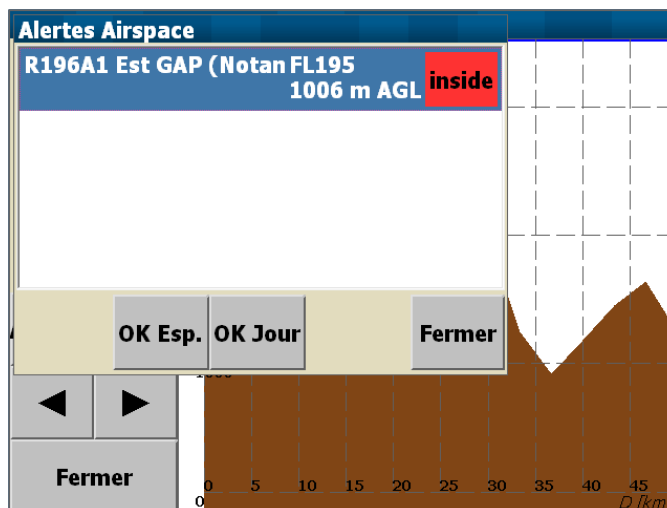 Alertes Airspace
R196A1 Est GAP (Notan FL195
1006 m AGL
inside
OK Esp.
OK Jour
Fermer
Fermer
0 5 10 15 20 25 30 35 40 45
0
D [km